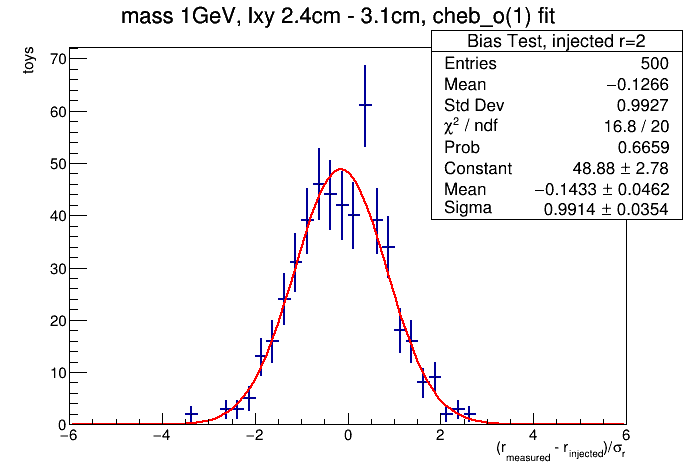 mass 1GeV, lxy 2.4cm - 3.1cm, cheb_o(1) fit
toys
Bias Test, injected r=2
Entries 500
Mean −0.1266
Std Dev 0.9927
χ² / ndf 16.8 / 20
Prob 0.6659
Constant 48.88 ± 2.78
Mean −0.1433 ± 0.0462
Sigma 0.9914 ± 0.0354
70
60
50
40
30
20
10
0
−6 −4 −2 0 2 4 6
(r_measured - r_injected)/σ_r